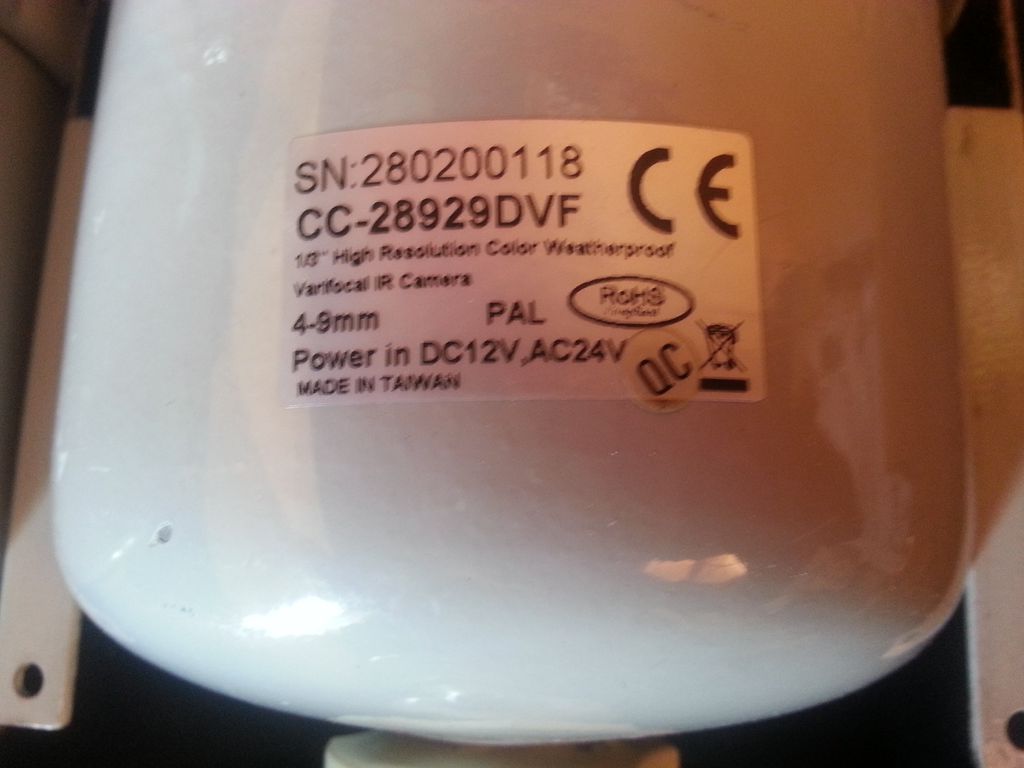 SN:280200118
CE
CC-28929DVF
1/3" High Resolution Color Weatherproof
Varifocal IR Camera
4-9mm
PAL
RoHS
Power in DC12V,AC24V
QC
MADE IN TAIWAN